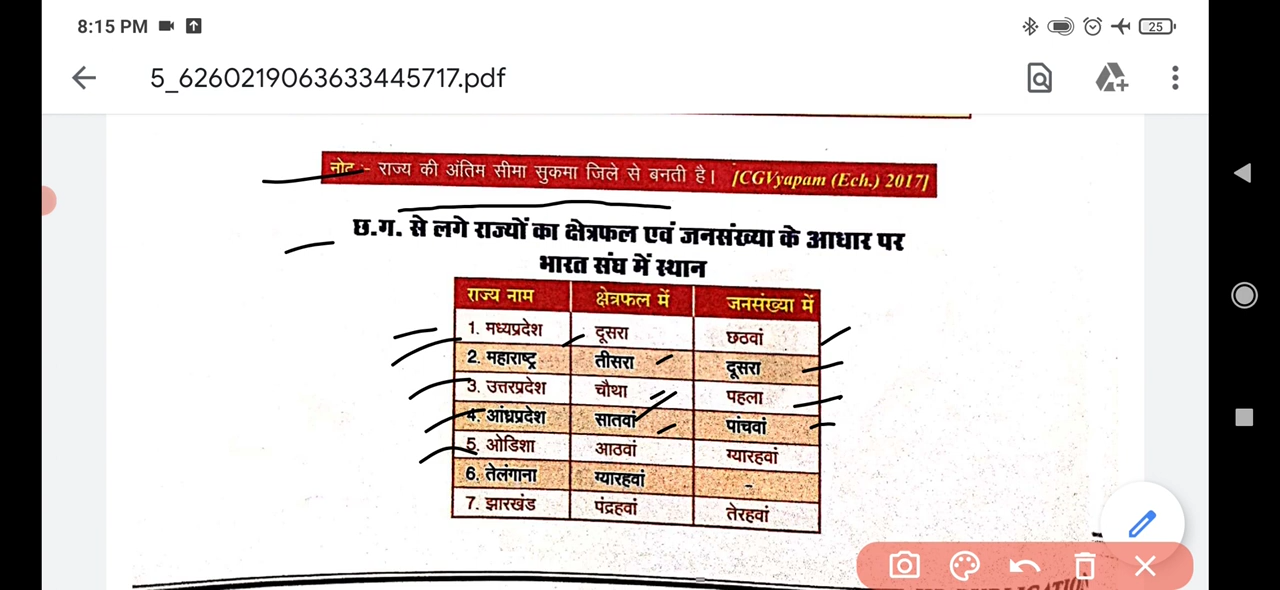 8:15 PM
25
5_6260219063633445717.pdf
नोट :- राज्य की अंतिम सीमा सुकमा जिले से बनती है। [CGVyapam (Ech.) 2017]
छ.ग. से लगे राज्यों का क्षेत्रफल एवं जनसंख्या के आधार पर
भारत संघ में स्थान
राज्य नाम क्षेत्रफल में जनसंख्या में
1. मध्यप्रदेश दूसरा छठवां
2. महाराष्ट्र तीसरा दूसरा
3. उत्तरप्रदेश चौथा पहला
4. आंध्रप्रदेश सातवां पांचवां
5. ओडिशा आठवां ग्यारहवां
6. तेलंगाना ग्यारहवां -
7. झारखंड पंद्रहवां तेरहवां